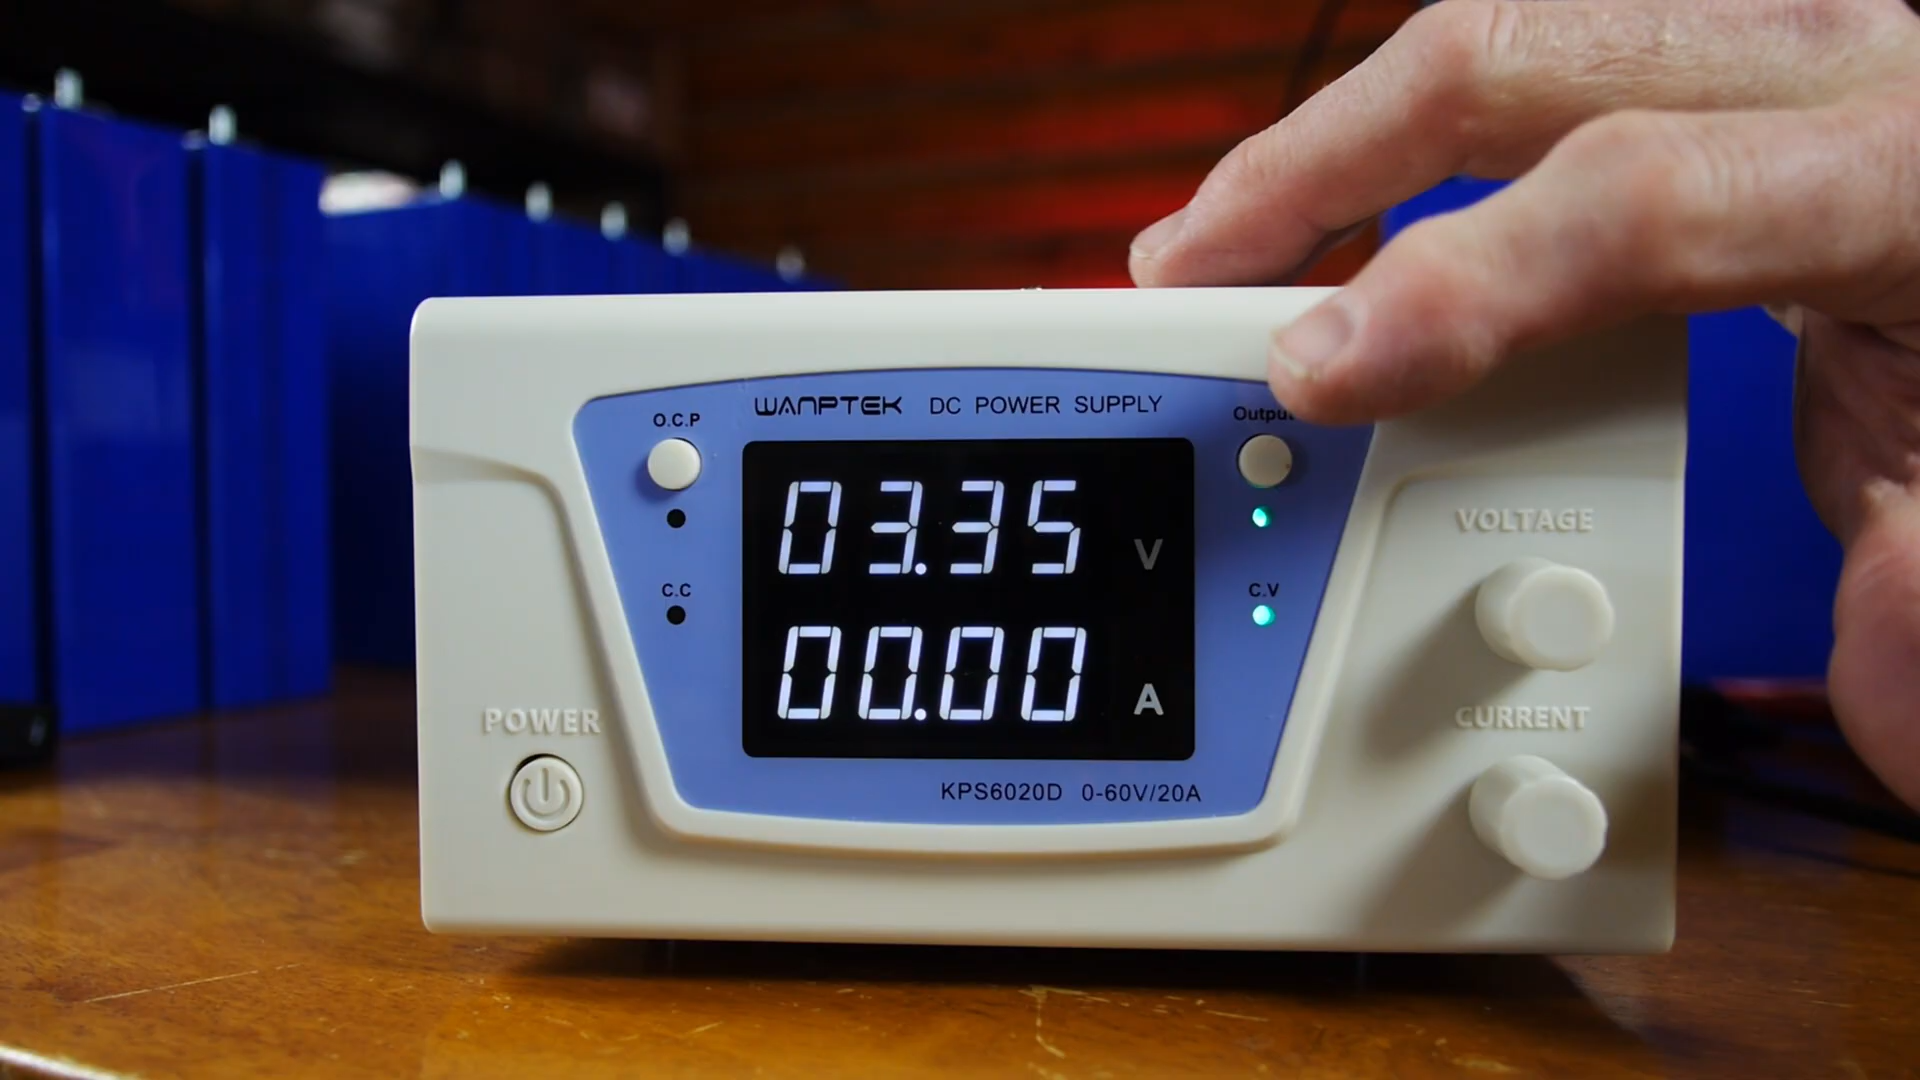 WANPTEK DC POWER SUPPLY
O.C.P
Output
03.35 V
C.C
C.V
00.00 A
KPS6020D 0-60V/20A
POWER
VOLTAGE
CURRENT